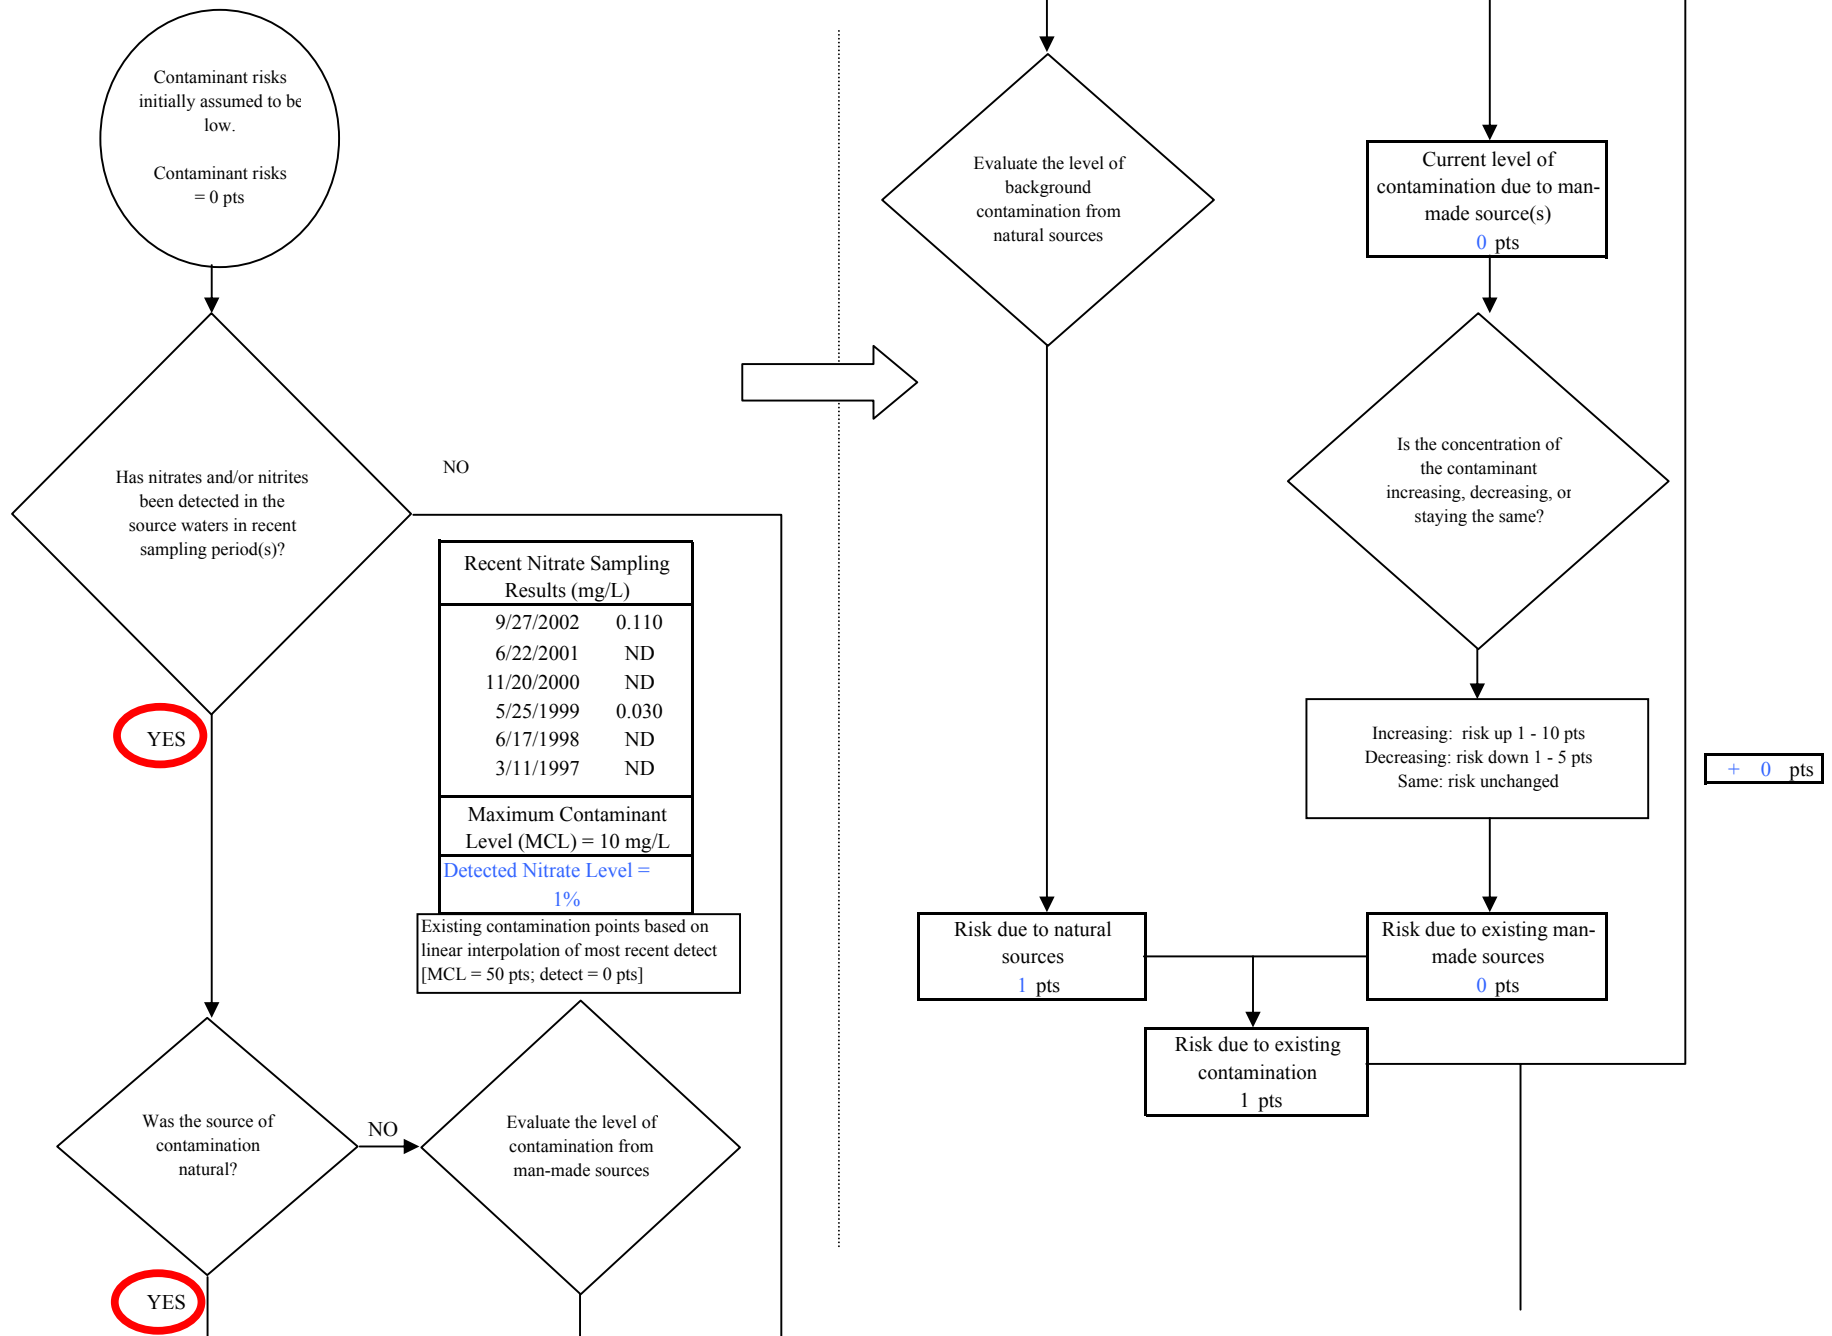 Contaminant risks
initially assumed to be
low.
Contaminant risks
= 0 pts
Has nitrates and/or nitrites
been detected in the
source waters in recent
sampling period(s)?
NO
YES
Recent Nitrate Sampling
Results (mg/L)
9/27/2002 0.110
6/22/2001 ND
11/20/2000 ND
5/25/1999 0.030
6/17/1998 ND
3/11/1997 ND
Maximum Contaminant
Level (MCL) = 10 mg/L
Detected Nitrate Level =
1%
Existing contamination points based on
linear interpolation of most recent detect
[MCL = 50 pts; detect = 0 pts]
Was the source of
contamination
natural?
NO
YES
Evaluate the level of
contamination from
man-made sources
Evaluate the level of
background
contamination from
natural sources
Current level of
contamination due to man-
made source(s)
0 pts
Is the concentration of
the contaminant
increasing, decreasing, or
staying the same?
Increasing: risk up 1 - 10 pts
Decreasing: risk down 1 - 5 pts
Same: risk unchanged
+ 0 pts
Risk due to natural
sources
1 pts
Risk due to existing man-
made sources
0 pts
Risk due to existing
contamination
1 pts